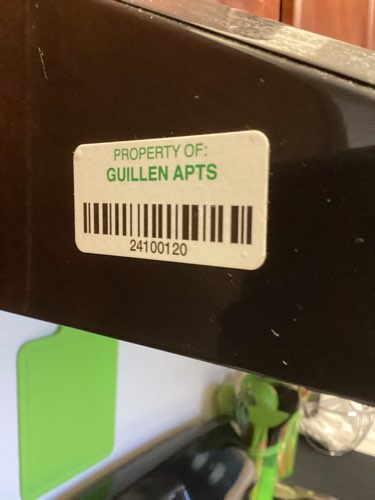 PROPERTY OF:
GUILLEN APTS
24100120